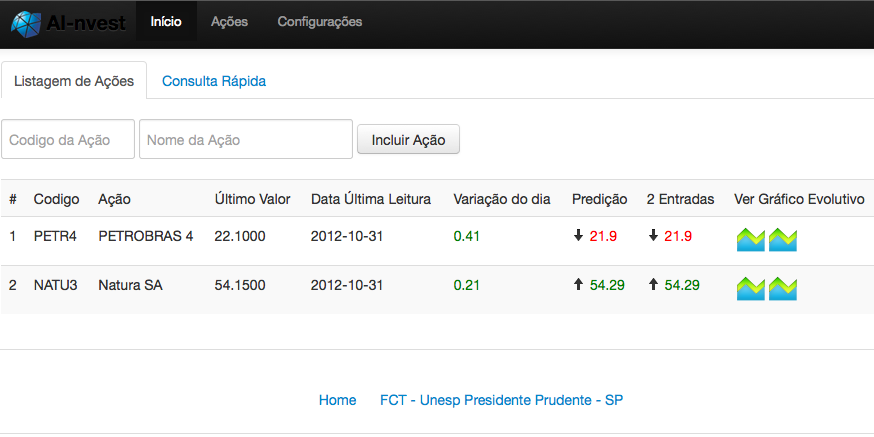 AI-nvest Início Ações Configurações
Listagem de Ações Consulta Rápida
Codigo da Ação Nome da Ação Incluir Ação
# Codigo Ação Último Valor Data Última Leitura Variação do dia Predição 2 Entradas Ver Gráfico Evolutivo
1 PETR4 PETROBRAS 4 22.1000 2012-10-31 0.41 21.9 21.9
2 NATU3 Natura SA 54.1500 2012-10-31 0.21 54.29 54.29
Home FCT - Unesp Presidente Prudente - SP